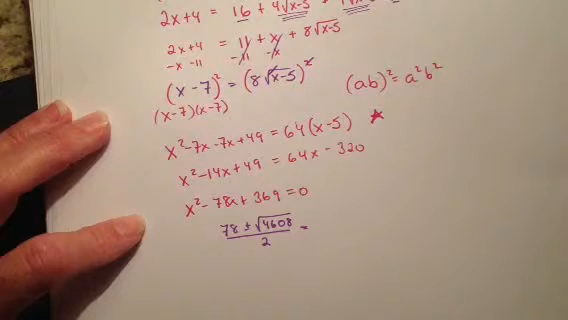 2x+4 = 16 + 4√x-5 + √x-5
2x+4 = 11 + x + 8√x-5
-x -11 -11 -x
(x-7)² = (8√x-5)² (ab)² = a²b²
(x-7)(x-7)
x²-7x-7x+49 = 64(x-5) ★
x²-14x+49 = 64x - 320
x²-78x+369 = 0
78 ± √4608 =
2